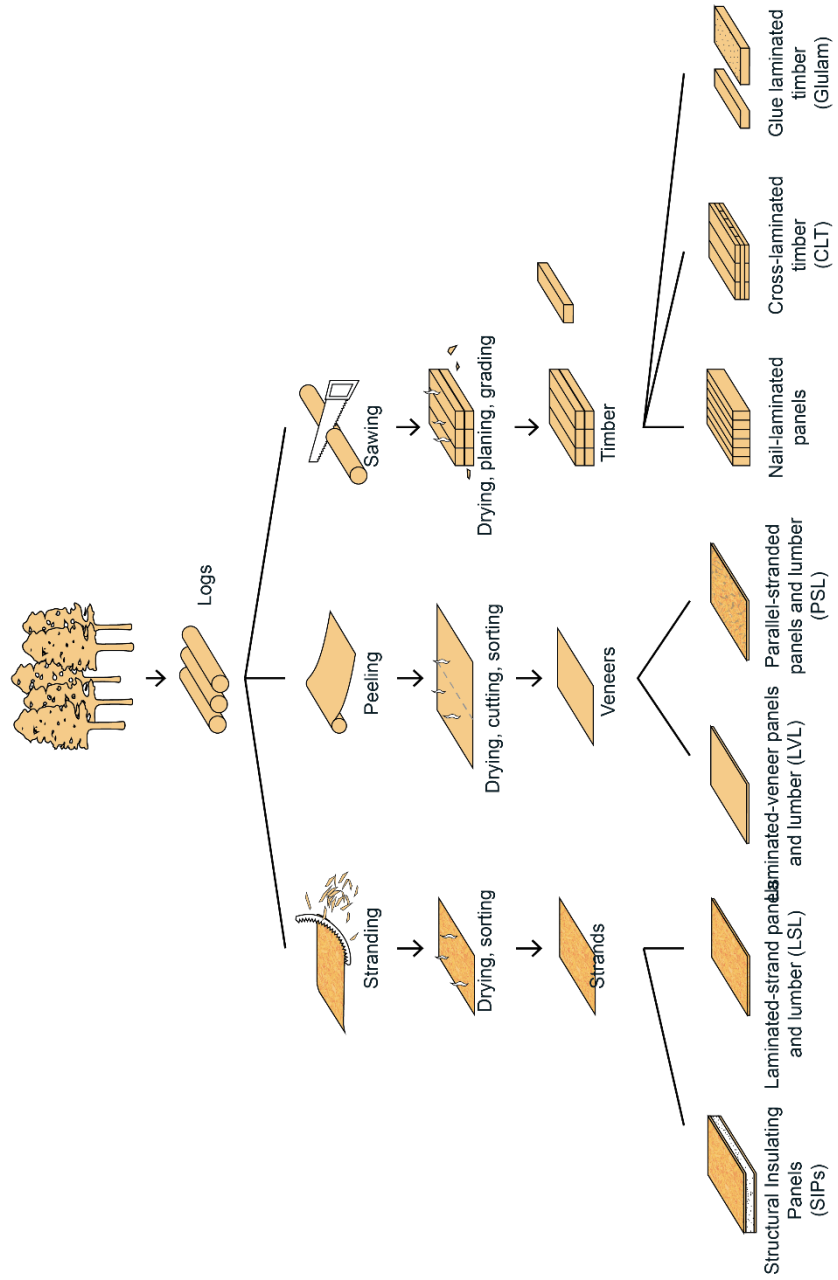 Logs
Stranding
Peeling
Sawing
Drying, sorting
Drying, cutting, sorting
Drying, planing, grading
Strands
Veneers
Timber
Structural Insulating
Panels
(SIPs)
Laminated-strand panels
and lumber (LSL)
Laminated-veneer panels
and lumber (LVL)
Parallel-stranded
panels and lumber
(PSL)
Nail-laminated
panels
Cross-laminated
timber
(CLT)
Glue laminated
timber
(Glulam)